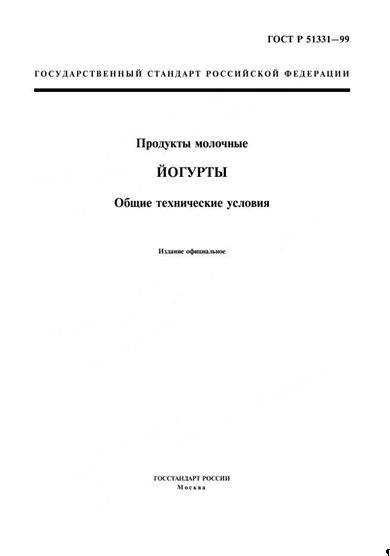 ГОСТ Р 51331—99
ГОСУДАРСТВЕННЫЙ СТАНДАРТ РОССИЙСКОЙ ФЕДЕРАЦИИ
Продукты молочные
ЙОГУРТЫ
Общие технические условия
Издание официальное
ГОССТАНДАРТ РОССИИ
Москва